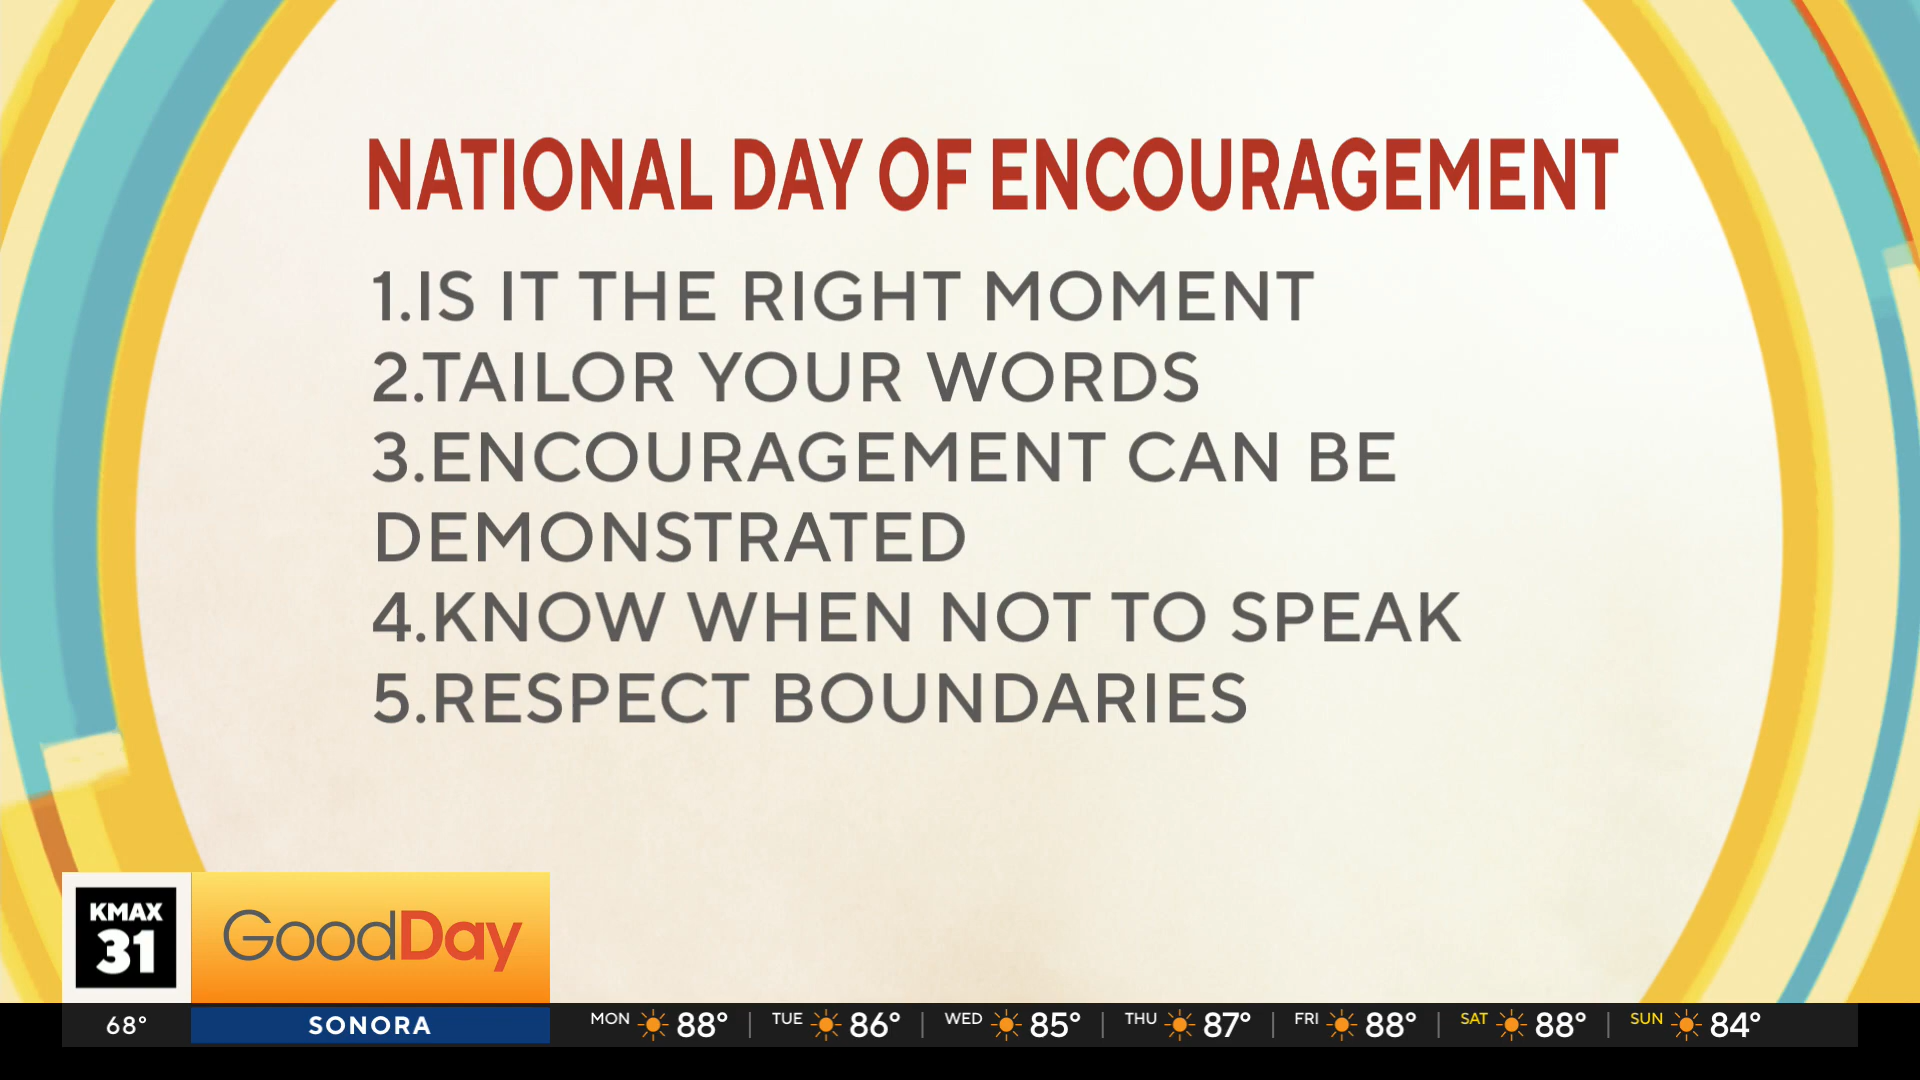 NATIONAL DAY OF ENCOURAGEMENT
1.IS IT THE RIGHT MOMENT
2.TAILOR YOUR WORDS
3.ENCOURAGEMENT CAN BE
DEMONSTRATED
4.KNOW WHEN NOT TO SPEAK
5.RESPECT BOUNDARIES
KMAX
31
GoodDay
68° SONORA MON 88° TUE 86° WED 85° THU 87° FRI 88° SAT 88° SUN 84°